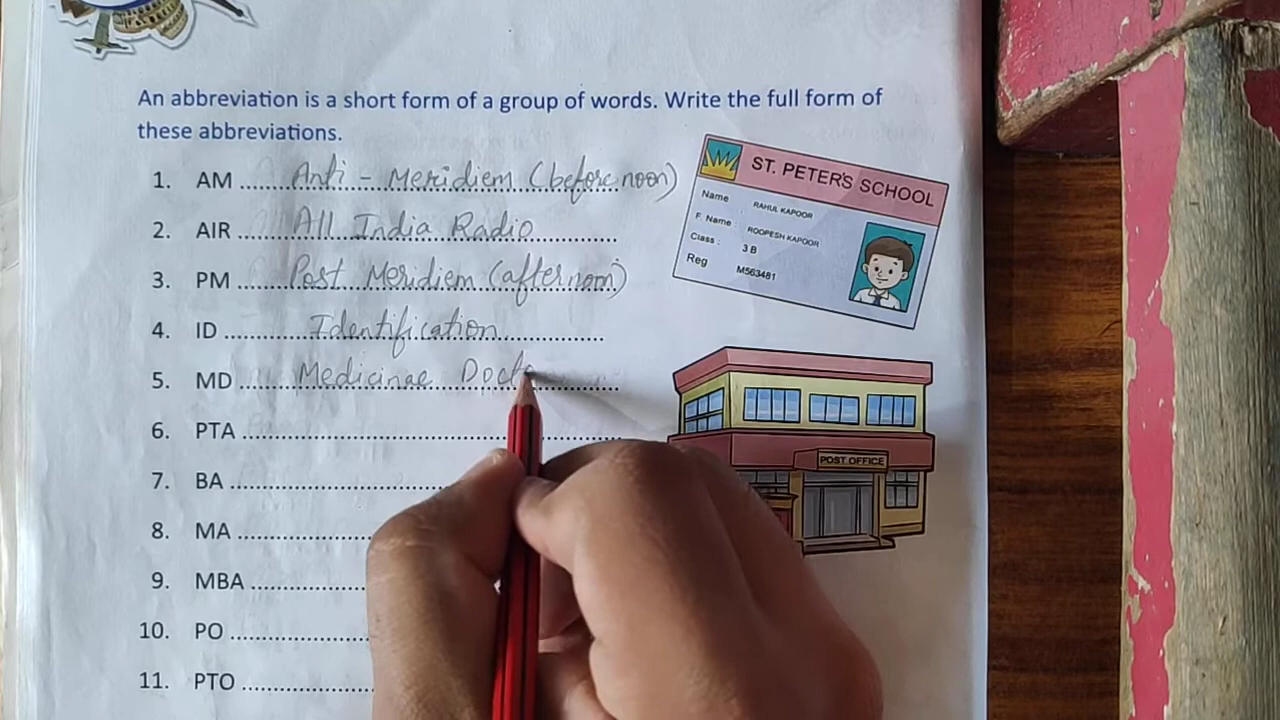 An abbreviation is a short form of a group of words. Write the full form of
these abbreviations.
1. AM ........ Anti - Meridiem (before noon)
2. AIR ........ All India Radio
3. PM ........ Post Meridiem (afternoon)
4. ID ........ Identification
5. MD ........ Medicinae Docto
6. PTA ........
7. BA ........
8. MA ........
9. MBA ........
10. PO ........
11. PTO ........
ST. PETER'S SCHOOL
Name : RAHUL KAPOOR
F. Name : ROOPESH KAPOOR
Class : 3 B
Reg M563481
POST OFFICE